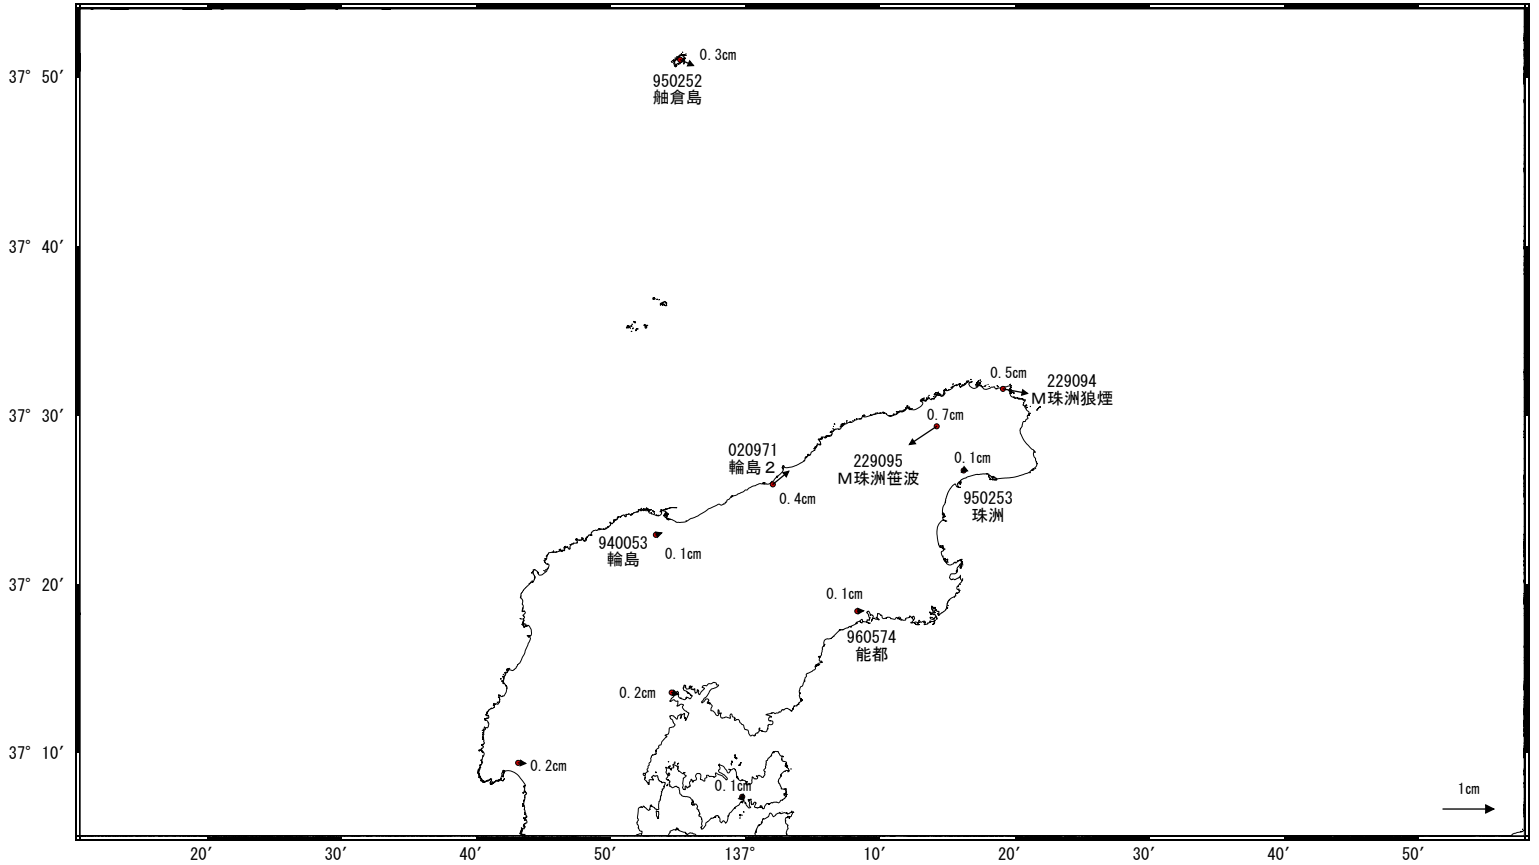 0.3cm
37° 50′
950252
舳倉島
37° 40′
0.5cm
229094
M珠洲狼煙
37° 30′
0.7cm
020971
輪島２
229095
M珠洲笹波
0.1cm
0.4cm
950253
珠洲
940053
輪島
0.1cm
37° 20′
0.1cm
960574
能都
0.2cm
37° 10′
0.2cm
0.1cm
1cm
20′
30′
40′
50′
137°
10′
20′
30′
40′
50′